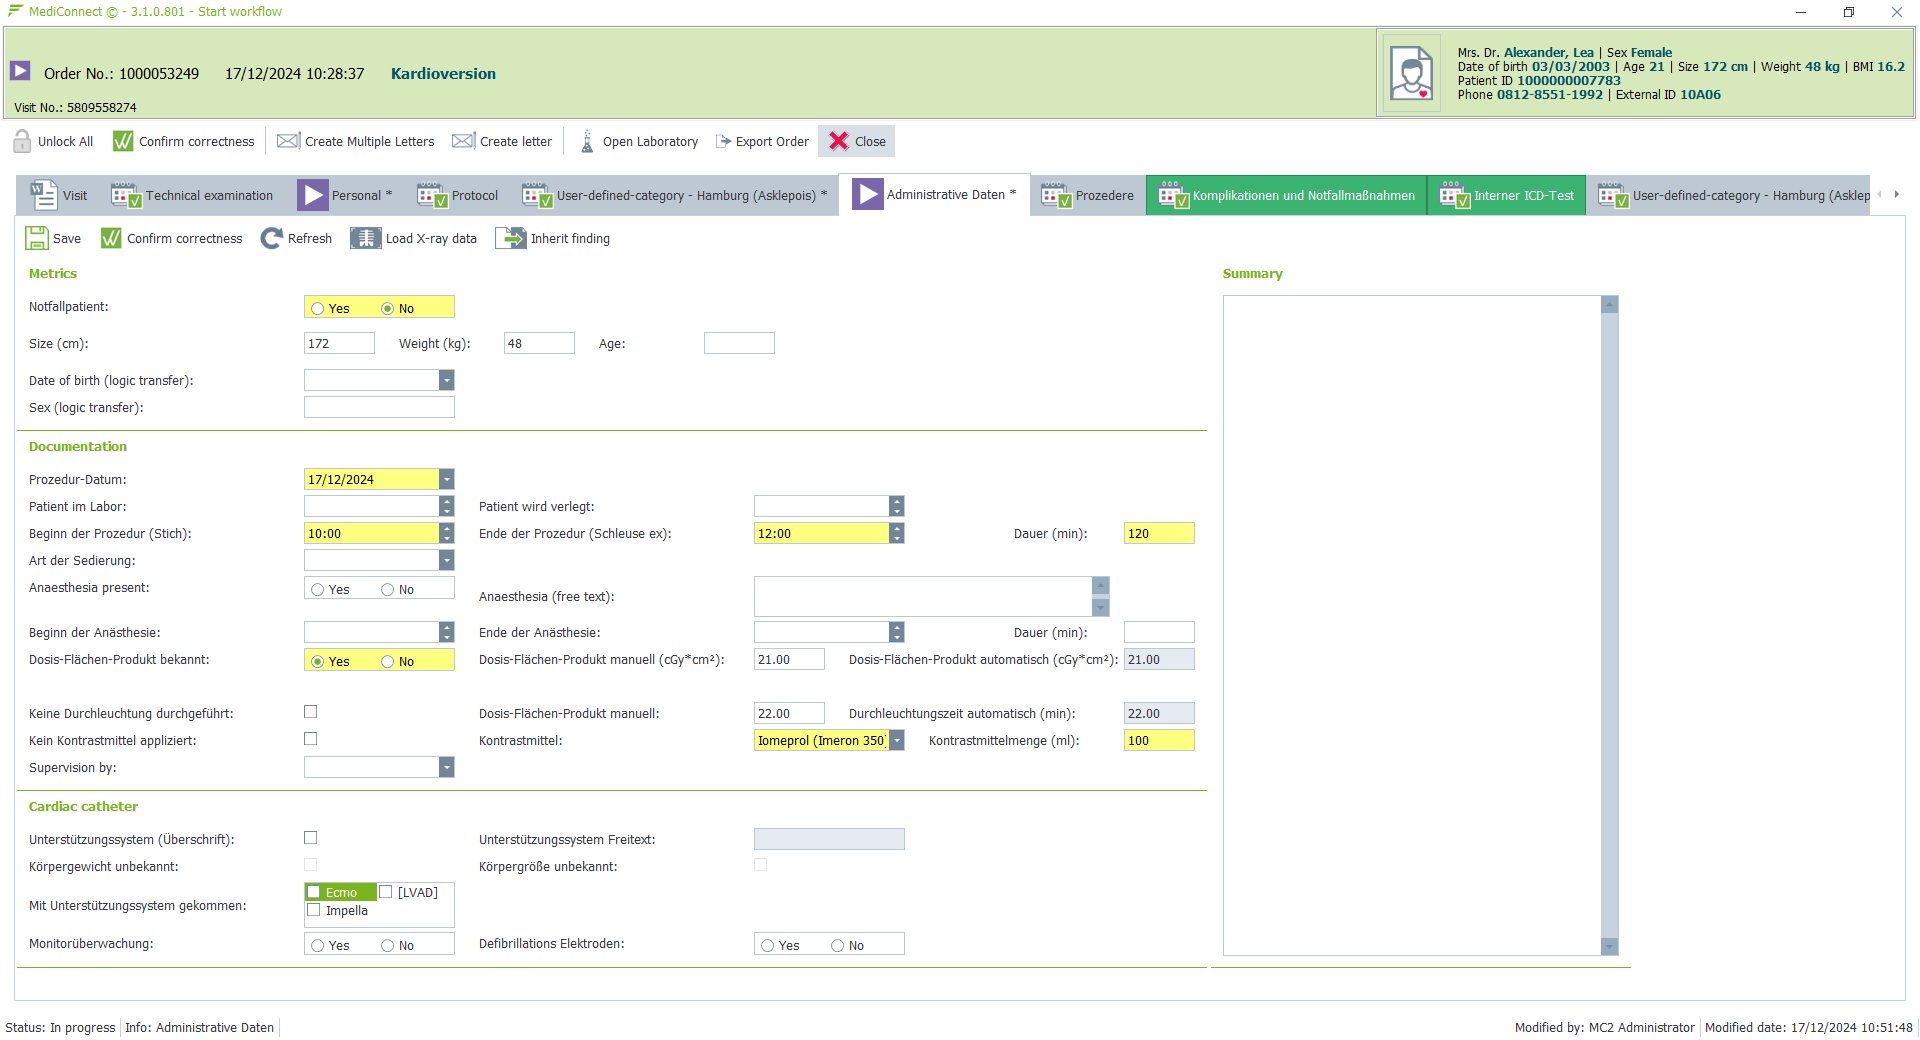 MediConnect © - 3.1.0.801 - Start workflow
Order No.: 1000053249 17/12/2024 10:28:37 Kardioversion
Visit No.: 5809558274
Mrs. Dr. Alexander, Lea | Sex Female
Date of birth 03/03/2003 | Age 21 | Size 172 cm | Weight 48 kg | BMI 16.2
Patient ID 1000000007783
Phone 0812-8551-1992 | External ID 10A06
Unlock All Confirm correctness Create Multiple Letters Create letter Open Laboratory Export Order Close
Visit Technical examination Personal * Protocol User-defined-category - Hamburg (Asklepois) * Administrative Daten * Prozedere Komplikationen und Notfallmaßnahmen Interner ICD-Test User-defined-category - Hamburg (Asklep
Save Confirm correctness Refresh Load X-ray data Inherit finding
Metrics
Notfallpatient: Yes No
Size (cm): 172 Weight (kg): 48 Age:
Date of birth (logic transfer):
Sex (logic transfer):
Documentation
Prozedur-Datum: 17/12/2024
Patient im Labor: Patient wird verlegt:
Beginn der Prozedur (Stich): 10:00 Ende der Prozedur (Schleuse ex): 12:00 Dauer (min): 120
Art der Sedierung:
Anaesthesia present: Yes No Anaesthesia (free text):
Beginn der Anästhesie: Ende der Anästhesie: Dauer (min):
Dosis-Flächen-Produkt bekannt: Yes No Dosis-Flächen-Produkt manuell (cGy*cm²): 21.00 Dosis-Flächen-Produkt automatisch (cGy*cm²): 21.00
Keine Durchleuchtung durchgeführt: Dosis-Flächen-Produkt manuell: 22.00 Durchleuchtungszeit automatisch (min): 22.00
Kein Kontrastmittel appliziert: Kontrastmittel: Iomeprol (Imeron 350) Kontrastmittelmenge (ml): 100
Supervision by:
Cardiac catheter
Unterstützungssystem (Überschrift): Unterstützungssystem Freitext:
Körpergewicht unbekannt: Körpergröße unbekannt:
Mit Unterstützungssystem gekommen: Ecmo [LVAD]
Impella
Monitorüberwachung: Yes No Defibrillations Elektroden: Yes No
Summary
Status: In progress Info: Administrative Daten
Modified by: MC2 Administrator Modified date: 17/12/2024 10:51:48